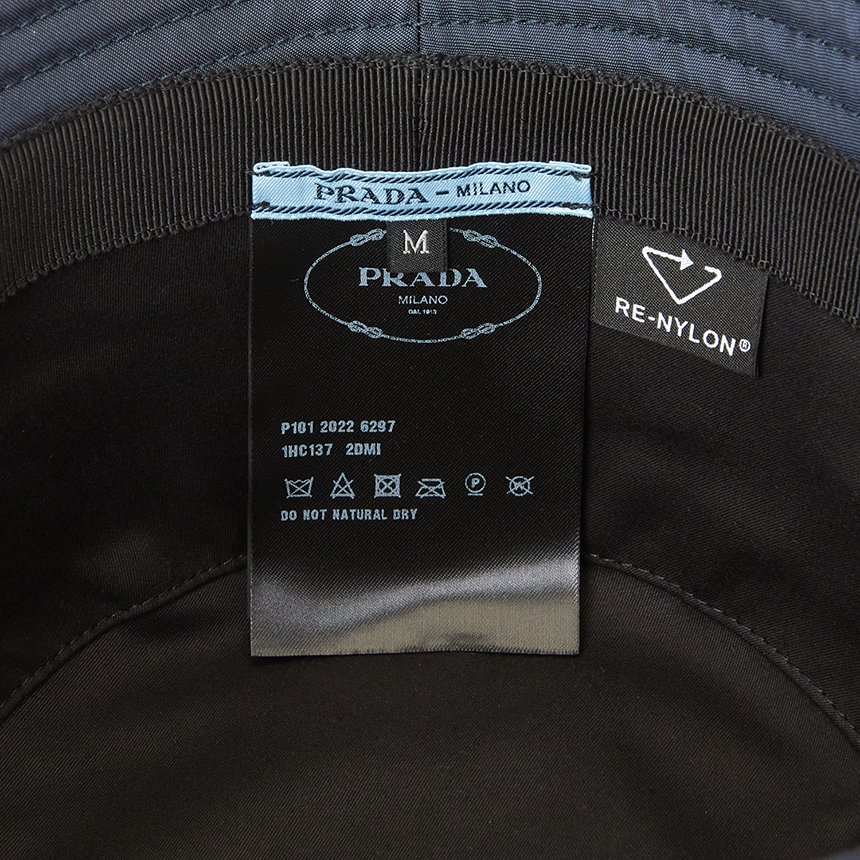 PRADA - MILANO
M
PRADA
MILANO
DAL 1913
RE-NYLON®
P101 2022 6297
1HC137 2DMI
P
DO NOT NATURAL DRY